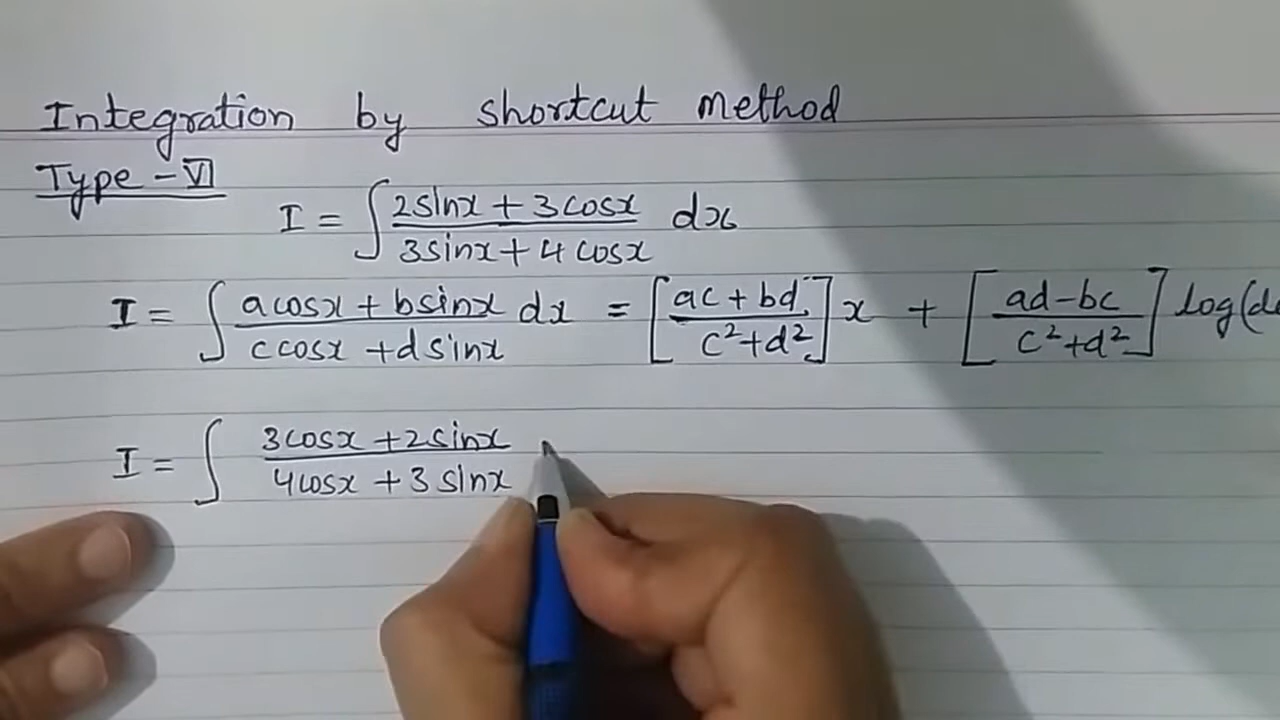 Integration by shortcut method
Type - VI
I = ∫ (2sinx + 3cosx)/(3sinx + 4cosx) dx
I = ∫ (acosx + bsinx)/(ccosx + dsinx) dx = [(ac + bd)/(c² + d²)] x + [(ad - bc)/(c² + d²)] log(d
I = ∫ (3cosx + 2sinx)/(4cosx + 3sinx)